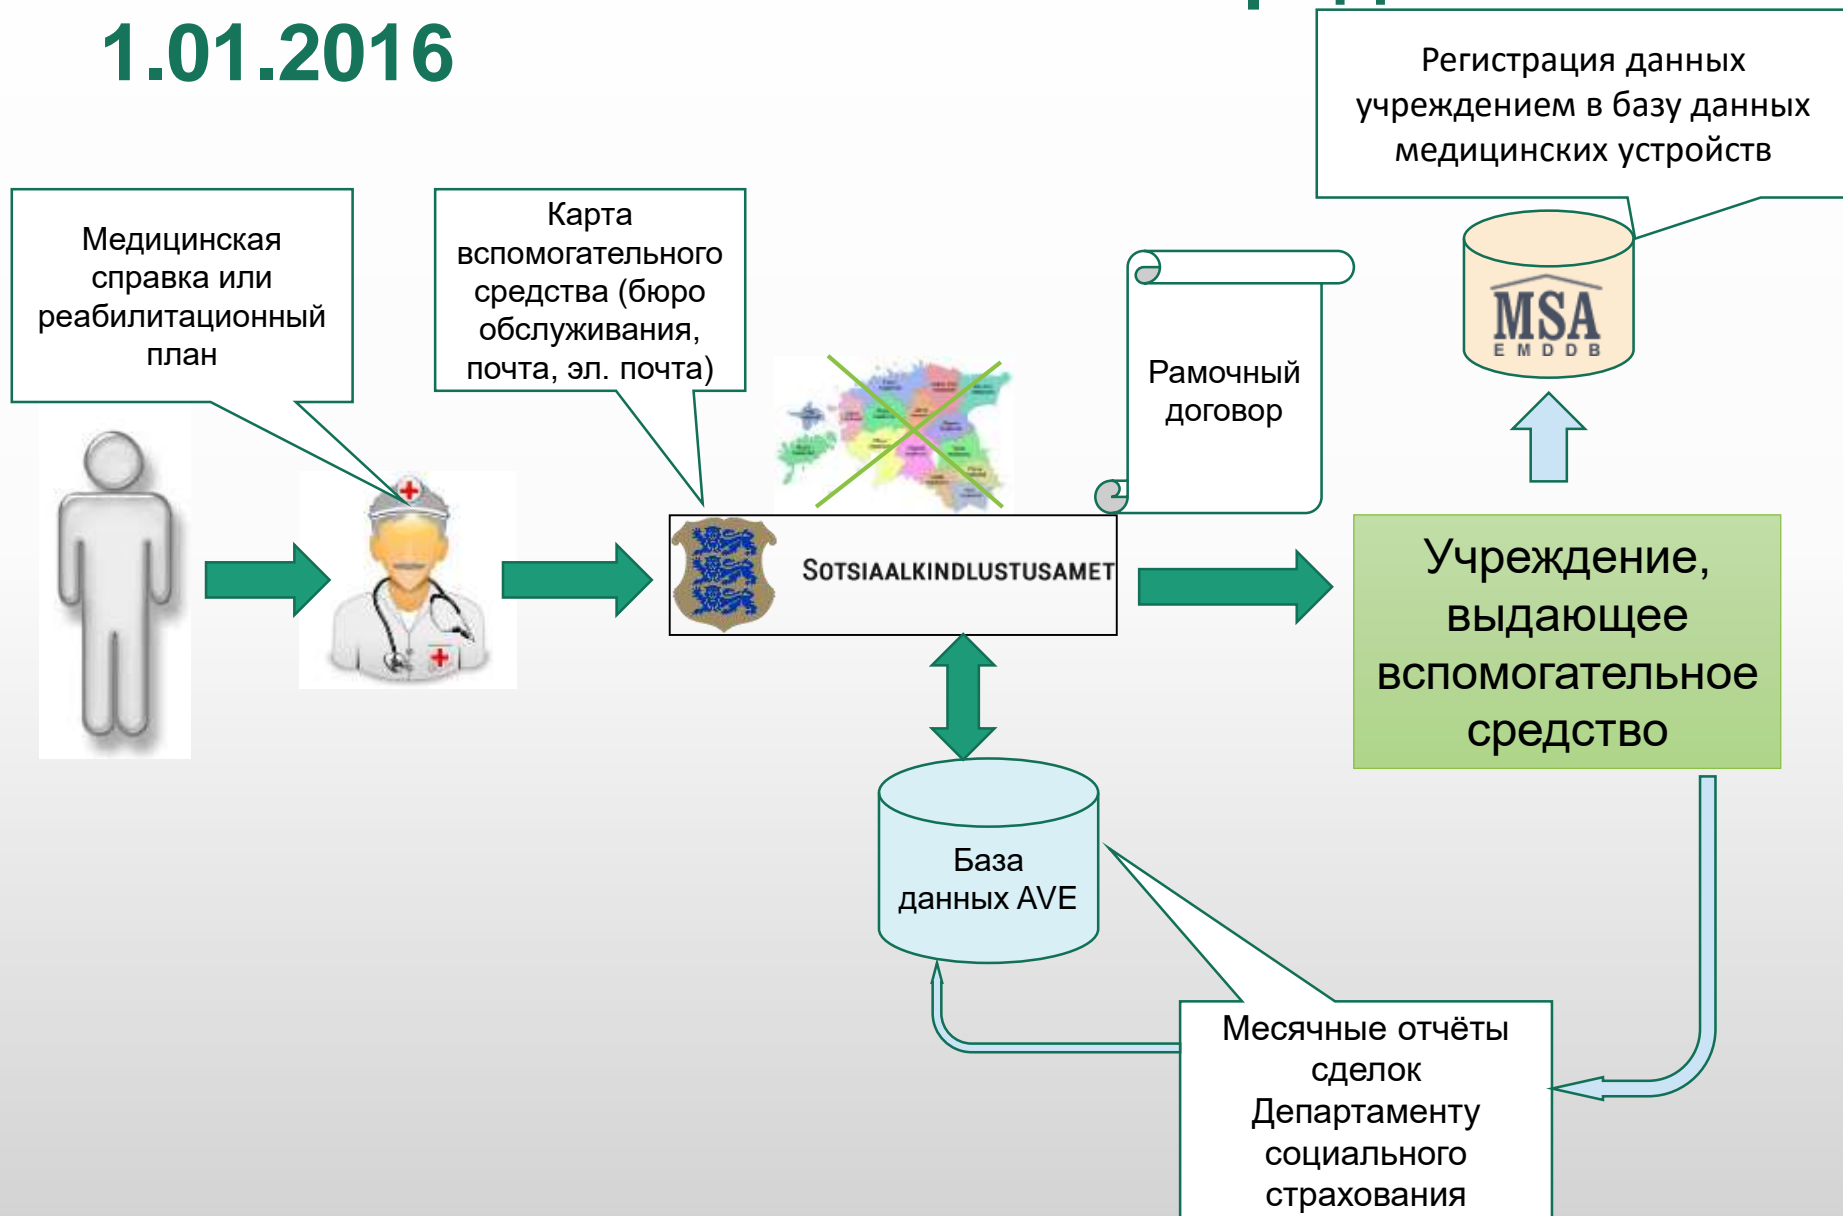 1.01.2016
Регистрация данных
учреждением в базу данных
медицинских устройств
Медицинская
справка или
реабилитационный
план
Карта
вспомогательного
средства (бюро
обслуживания,
почта, эл. почта)
Рамочный
договор
MSA
EMDDB
SOTSIAALKINDLUSTUSAMET
Учреждение,
выдающее
вспомогательное
средство
База
данных AVE
Месячные отчёты
сделок
Департаменту
социального
страхования